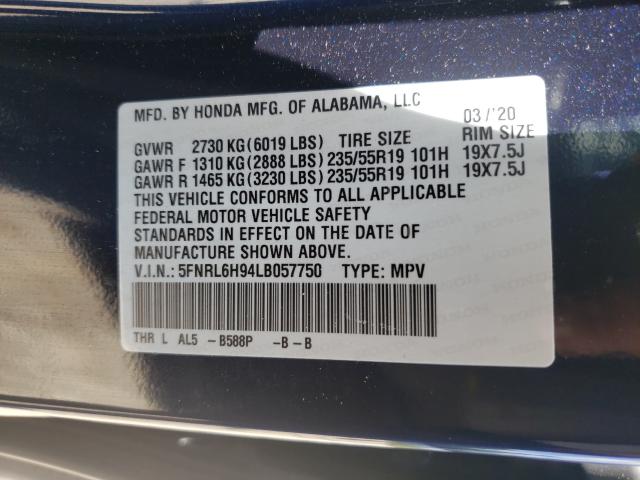 MFD. BY HONDA MFG. OF ALABAMA, LLC 03/'20
GVWR 2730 KG (6019 LBS) TIRE SIZE RIM SIZE
GAWR F 1310 KG (2888 LBS) 235/55R19 101H 19X7.5J
GAWR R 1465 KG (3230 LBS) 235/55R19 101H 19X7.5J
THIS VEHICLE CONFORMS TO ALL APPLICABLE
FEDERAL MOTOR VEHICLE SAFETY
STANDARDS IN EFFECT ON THE DATE OF
MANUFACTURE SHOWN ABOVE.
V.I.N.: 5FNRL6H94LB057750 TYPE: MPV
THR L AL5 -B588P -B-B